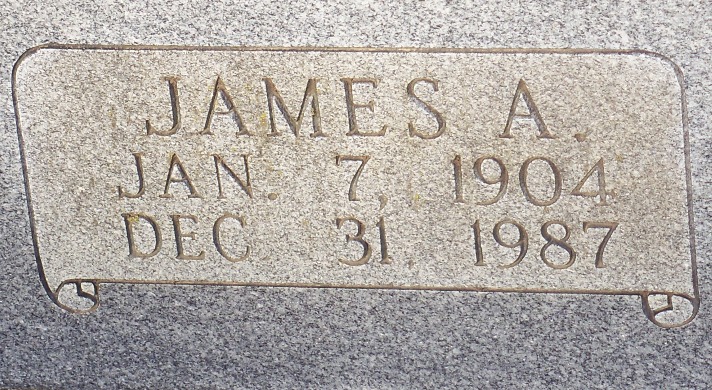 JAMES A.
JAN. 7, 1904
DEC 31 1987